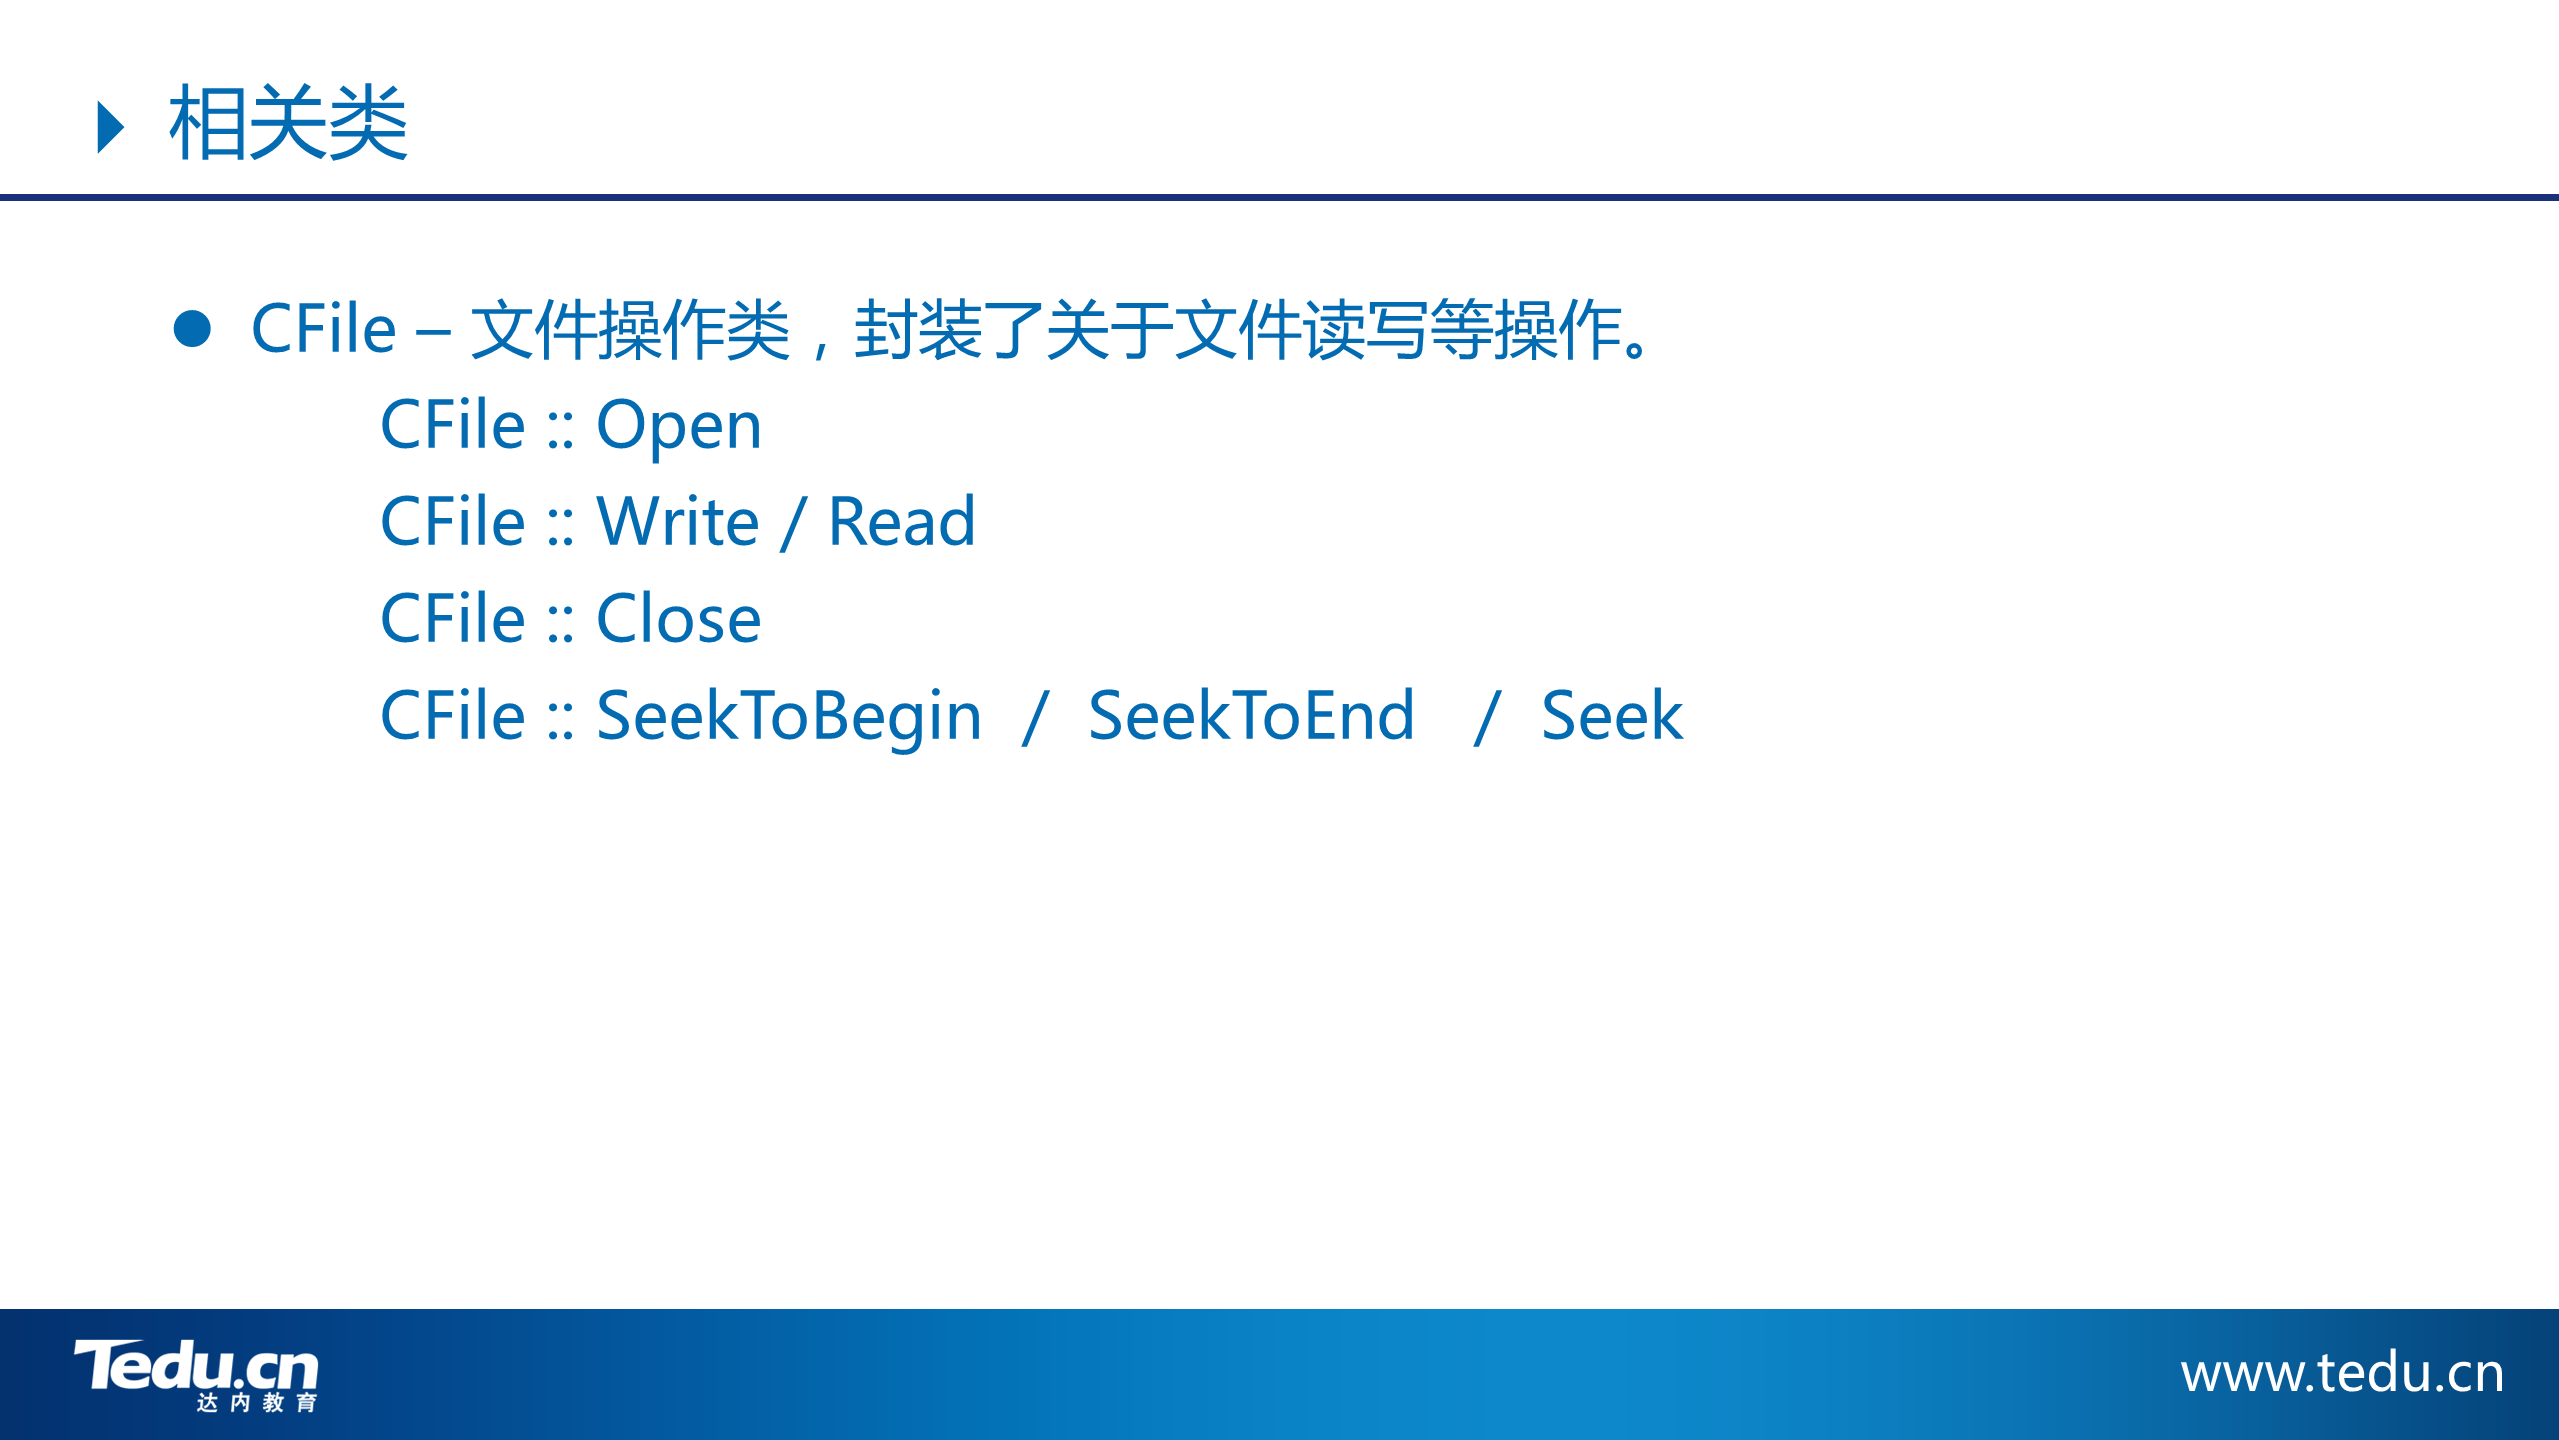 相关类
● CFile – 文件操作类，封装了关于文件读写等操作。
CFile :: Open
CFile :: Write / Read
CFile :: Close
CFile :: SeekToBegin / SeekToEnd / Seek
Tedu.cn
达内教育
www.tedu.cn